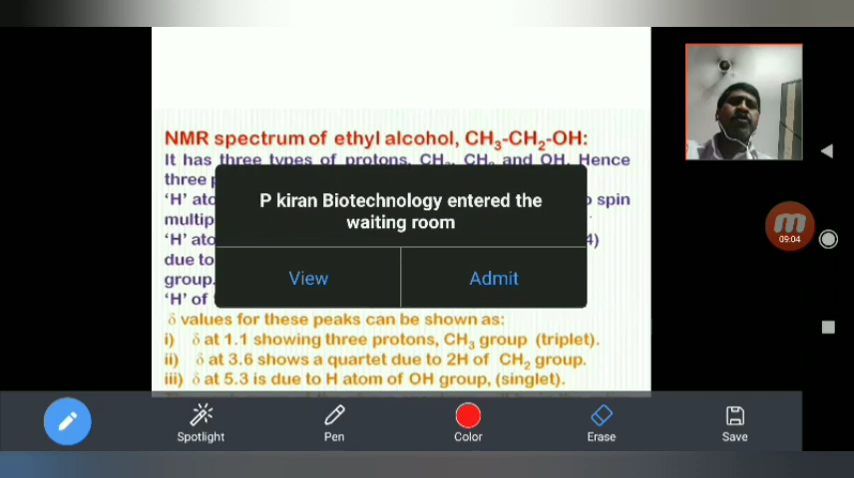 NMR spectrum of ethyl alcohol, CH₃-CH₂-OH:
It has three types of protons, CH₃, CH₂ and OH. Hence
three
'H' spin
multip
'H' 4)
due to
group.
'H' of
P kiran Biotechnology entered the
waiting room
View Admit
δ values for these peaks can be shown as:
i) δ at 1.1 showing three protons, CH₃ group (triplet).
ii) δ at 3.6 shows a quartet due to 2H of CH₂ group.
iii) δ at 5.3 is due to H atom of OH group, (singlet).
09:04
Spotlight Pen Color Erase Save